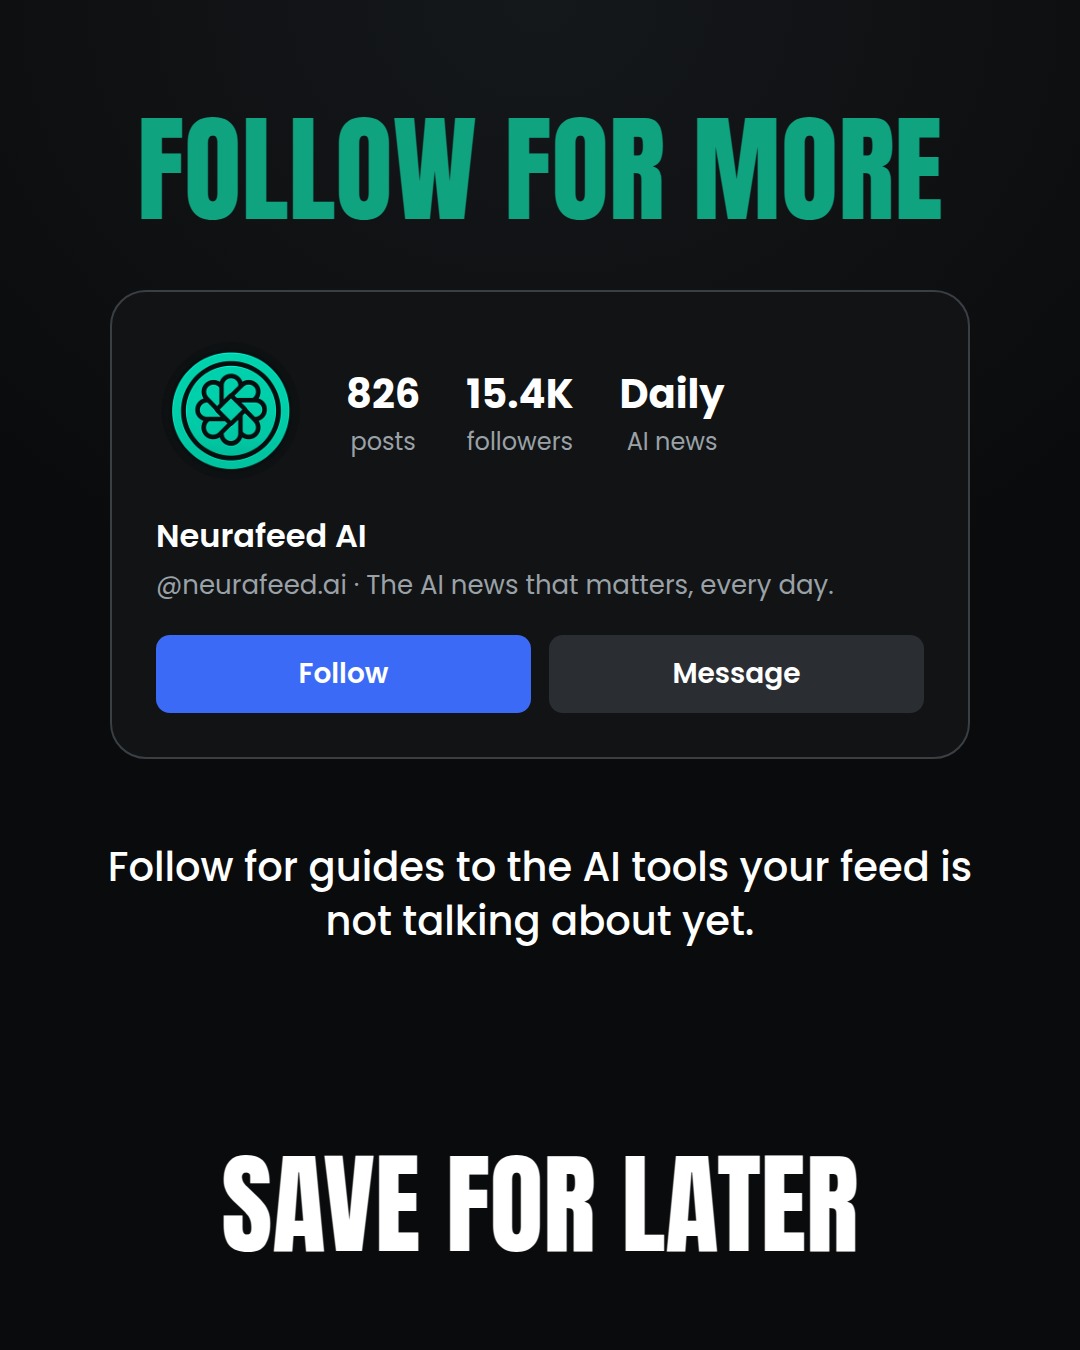 FOLLOW FOR MORE
826 15.4K Daily
posts followers AI news
Neurafeed AI
@neurafeed.ai · The AI news that matters, every day.
Follow Message
Follow for guides to the AI tools your feed is
not talking about yet.
SAVE FOR LATER